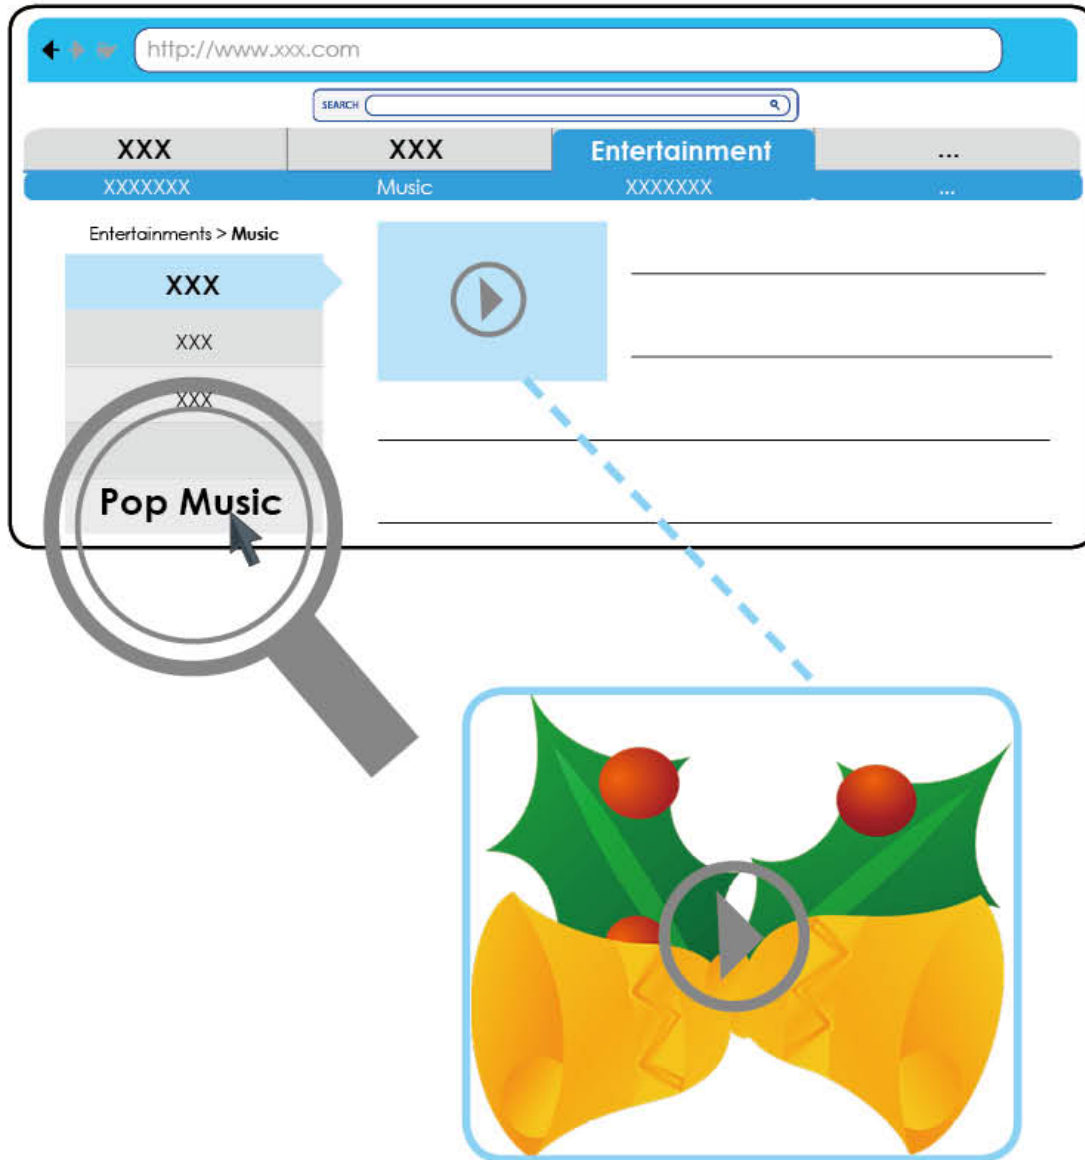 http://www.xxx.com
SEARCH
XXX XXX Entertainment ...
XXXXXXX Music XXXXXXX ...
Entertainments > Music
XXX
XXX
XXX
Pop Music